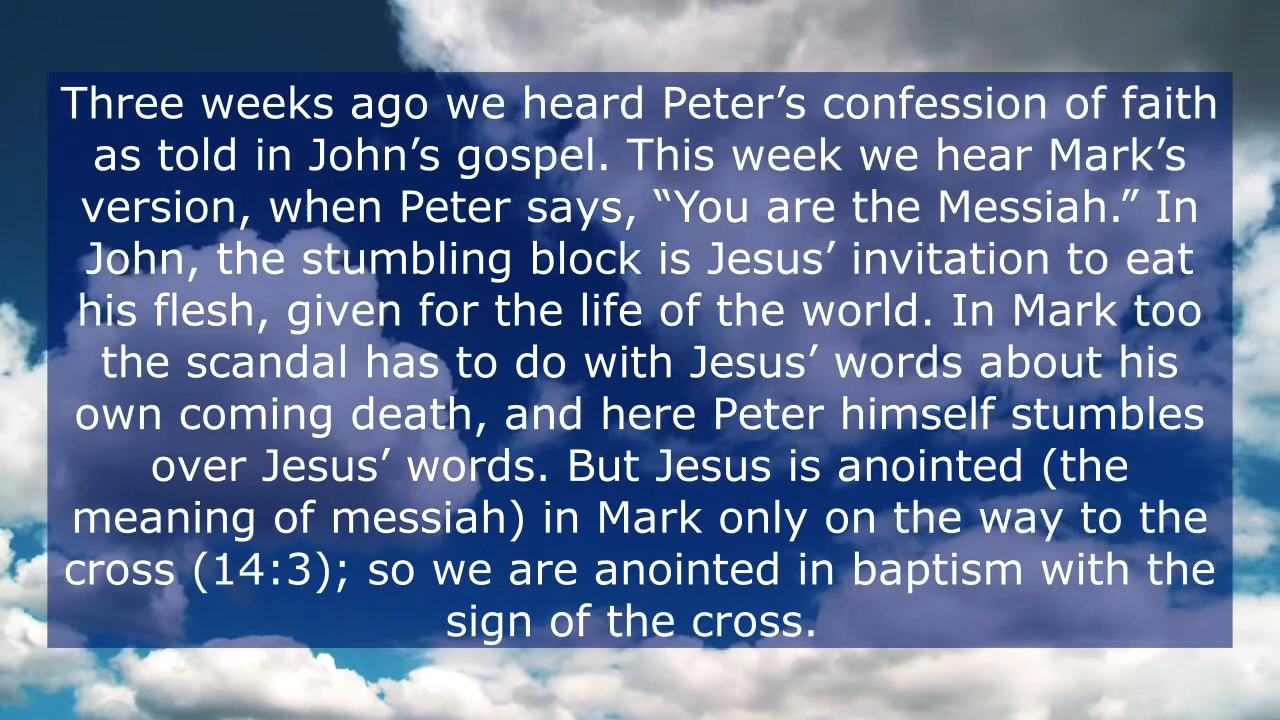 Three weeks ago we heard Peter’s confession of faith
as told in John’s gospel. This week we hear Mark’s
version, when Peter says, “You are the Messiah.” In
John, the stumbling block is Jesus’ invitation to eat
his flesh, given for the life of the world. In Mark too
the scandal has to do with Jesus’ words about his
own coming death, and here Peter himself stumbles
over Jesus’ words. But Jesus is anointed (the
meaning of messiah) in Mark only on the way to the
cross (14:3); so we are anointed in baptism with the
sign of the cross.